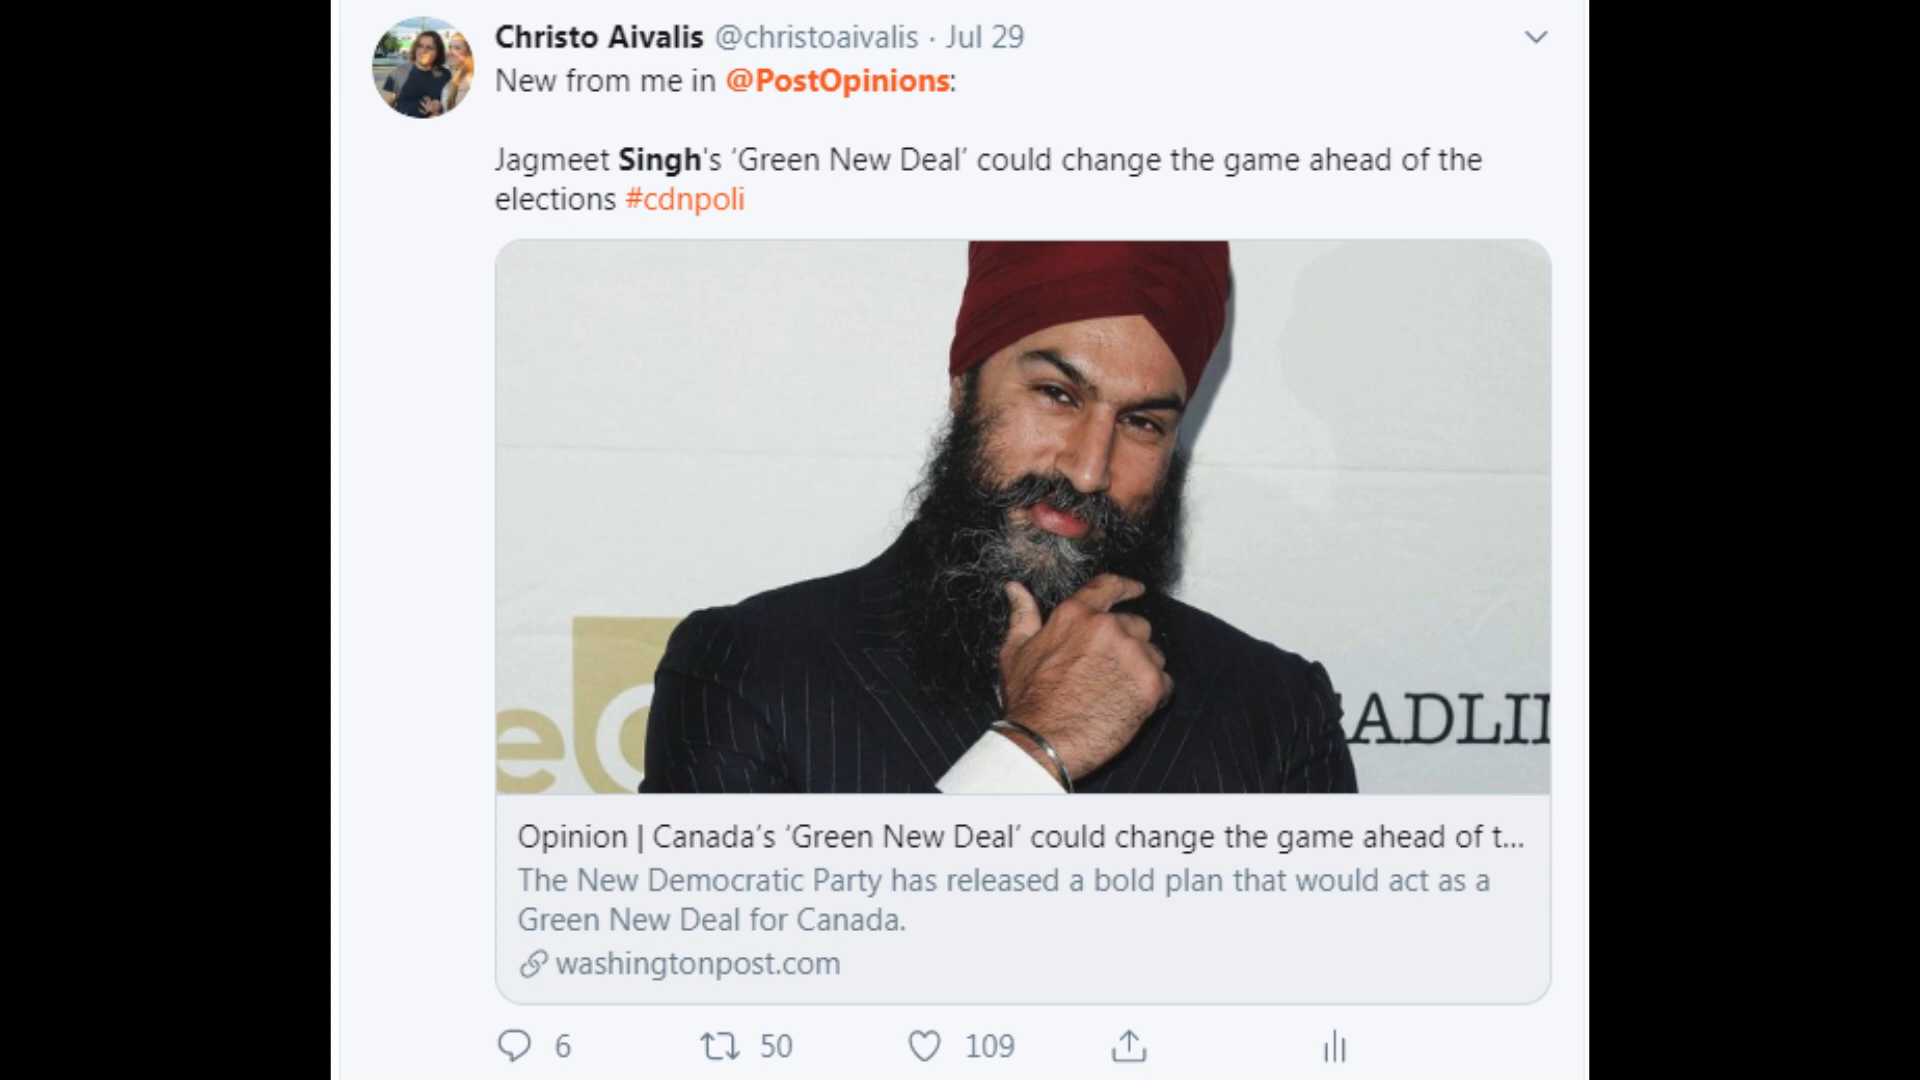 Christo Aivalis @christoaivalis · Jul 29
New from me in @PostOpinions:
Jagmeet Singh's ‘Green New Deal’ could change the game ahead of the
elections #cdnpoli
e
ADLI
Opinion | Canada’s ‘Green New Deal’ could change the game ahead of t...
The New Democratic Party has released a bold plan that would act as a
Green New Deal for Canada.
washingtonpost.com
6 50 109